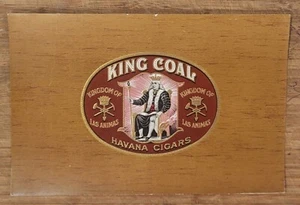 KING COAL
KINGDOM OF
LAS ANIMAS
KINGDOM OF
LAS ANIMAS
HAVANA CIGARS